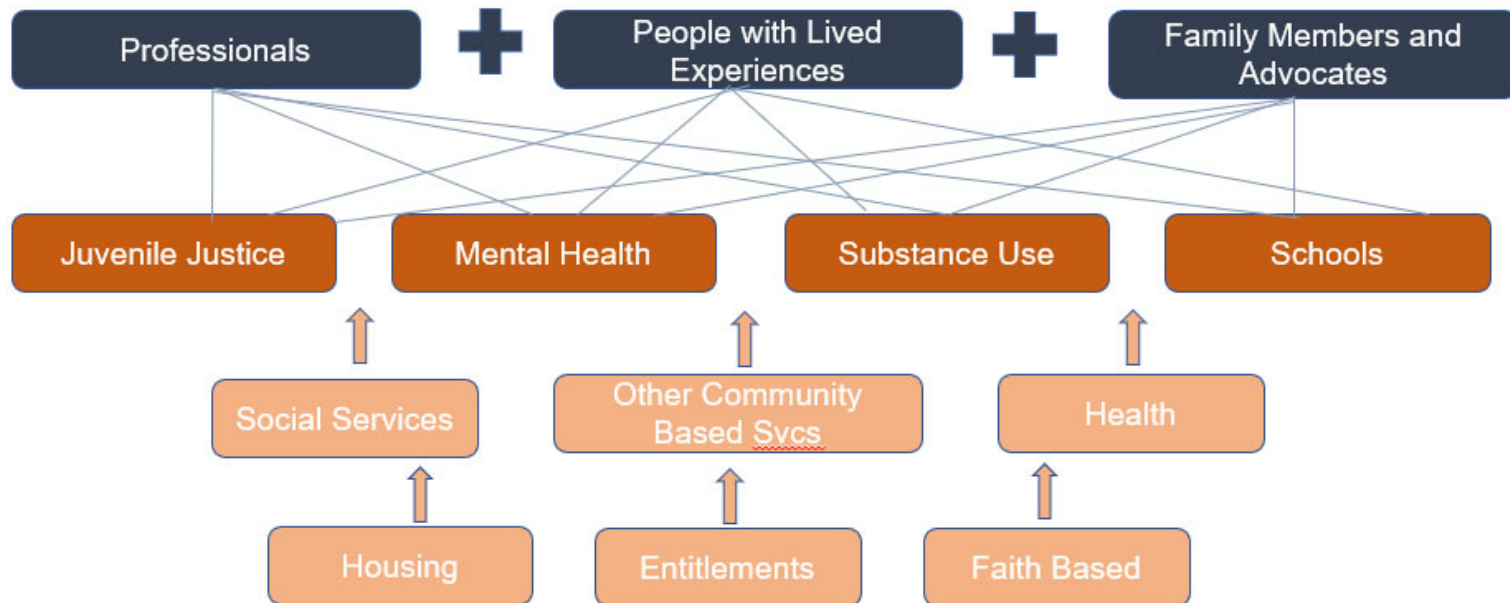 Professionals
People with Lived
Experiences
Family Members and
Advocates
Juvenile Justice
Mental Health
Substance Use
Schools
Social Services
Other Community
Based Svcs
Health
Housing
Entitlements
Faith Based